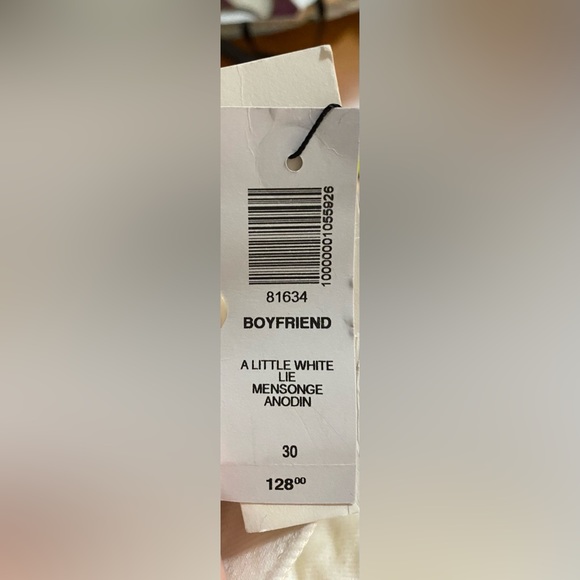 10000001055926
81634
BOYFRIEND
A LITTLE WHITE
LIE
MENSONGE
ANODIN
30
128⁰⁰